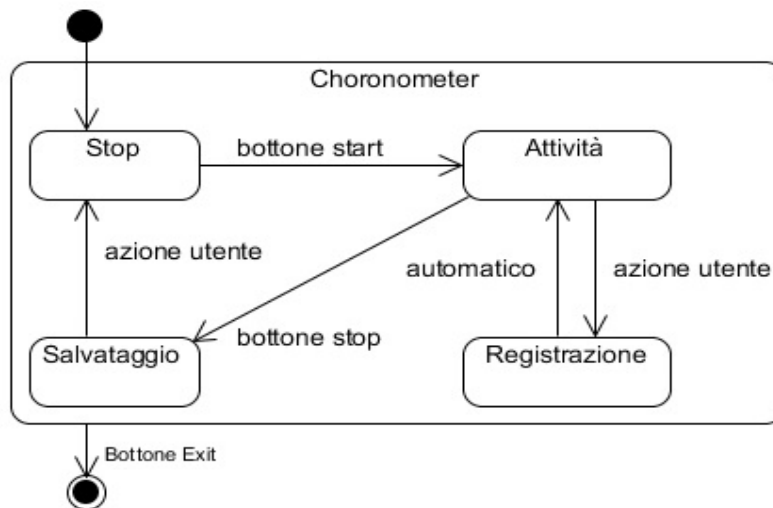 Choronometer
Stop
bottone start
Attività
azione utente
automatico
azione utente
Salvataggio
bottone stop
Registrazione
Bottone Exit